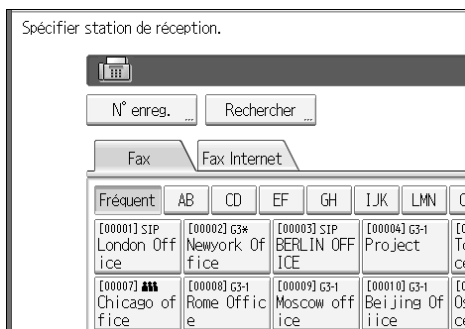 Spécifier station de réception.
N° enreg. ... Rechercher ...
Fax Fax Internet
Fréquent AB CD EF GH IJK LMN
[00001] SIP [00002] G3* [00003] SIP [00004] G3-1
London Off Newyork Of BERLIN OFF Project
ice fice ICE
[00007] [00008] G3-1 [00009] G3-1 [00010] G3-1
Chicago of Rome Offic Moscow off Beijing Of
fice e ice iice